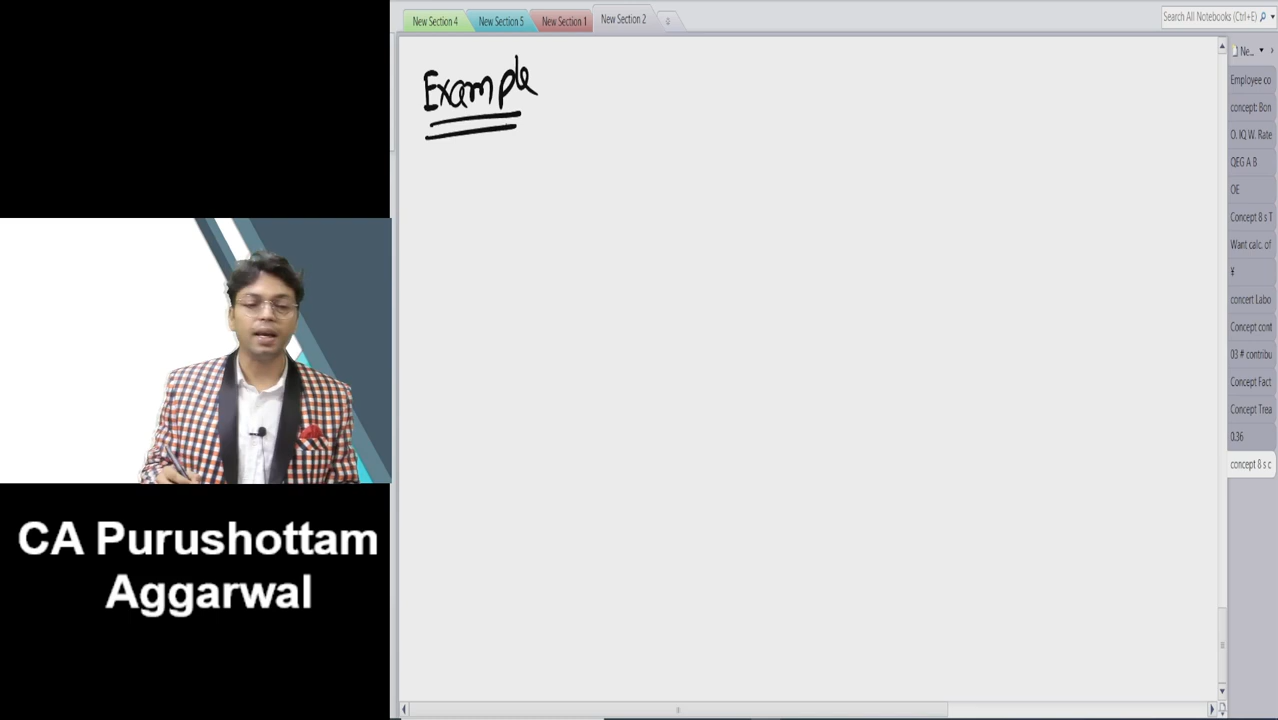 New Section 4
New Section 5
New Section 1
New Section 2
Search All Notebooks (Ctrl+E)
Ne...
Example
Employee co
concept: Bon
O. IQ W. Rate
QEG A B
OE
Concept 8 s T
Want calc. of
¥
concert Labo
Concept cont
03 # contribu
Concept Fact
Concept Trea
0.36
concept 8 s c
CA Purushottam
Aggarwal